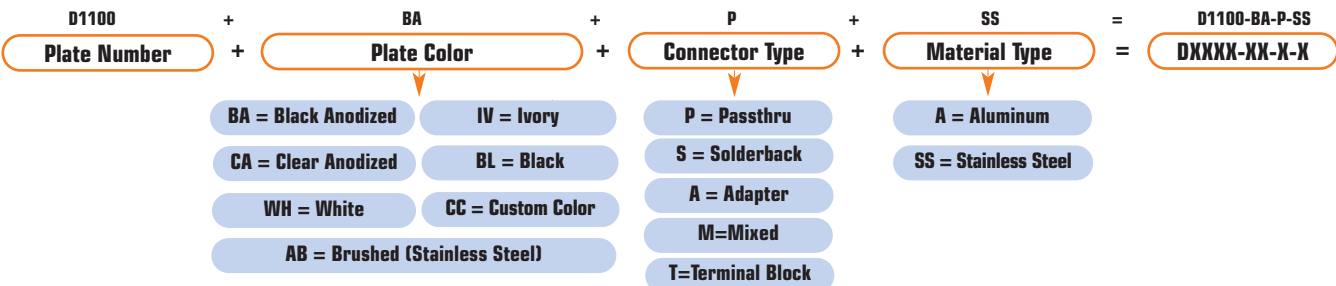 D1100 + BA + P + SS = D1100-BA-P-SS
Plate Number + Plate Color + Connector Type + Material Type = DXXXX-XX-X-X
BA = Black Anodized IV = Ivory P = Passthru A = Aluminum
CA = Clear Anodized BL = Black S = Solderback SS = Stainless Steel
WH = White CC = Custom Color A = Adapter
AB = Brushed (Stainless Steel) M=Mixed
T=Terminal Block